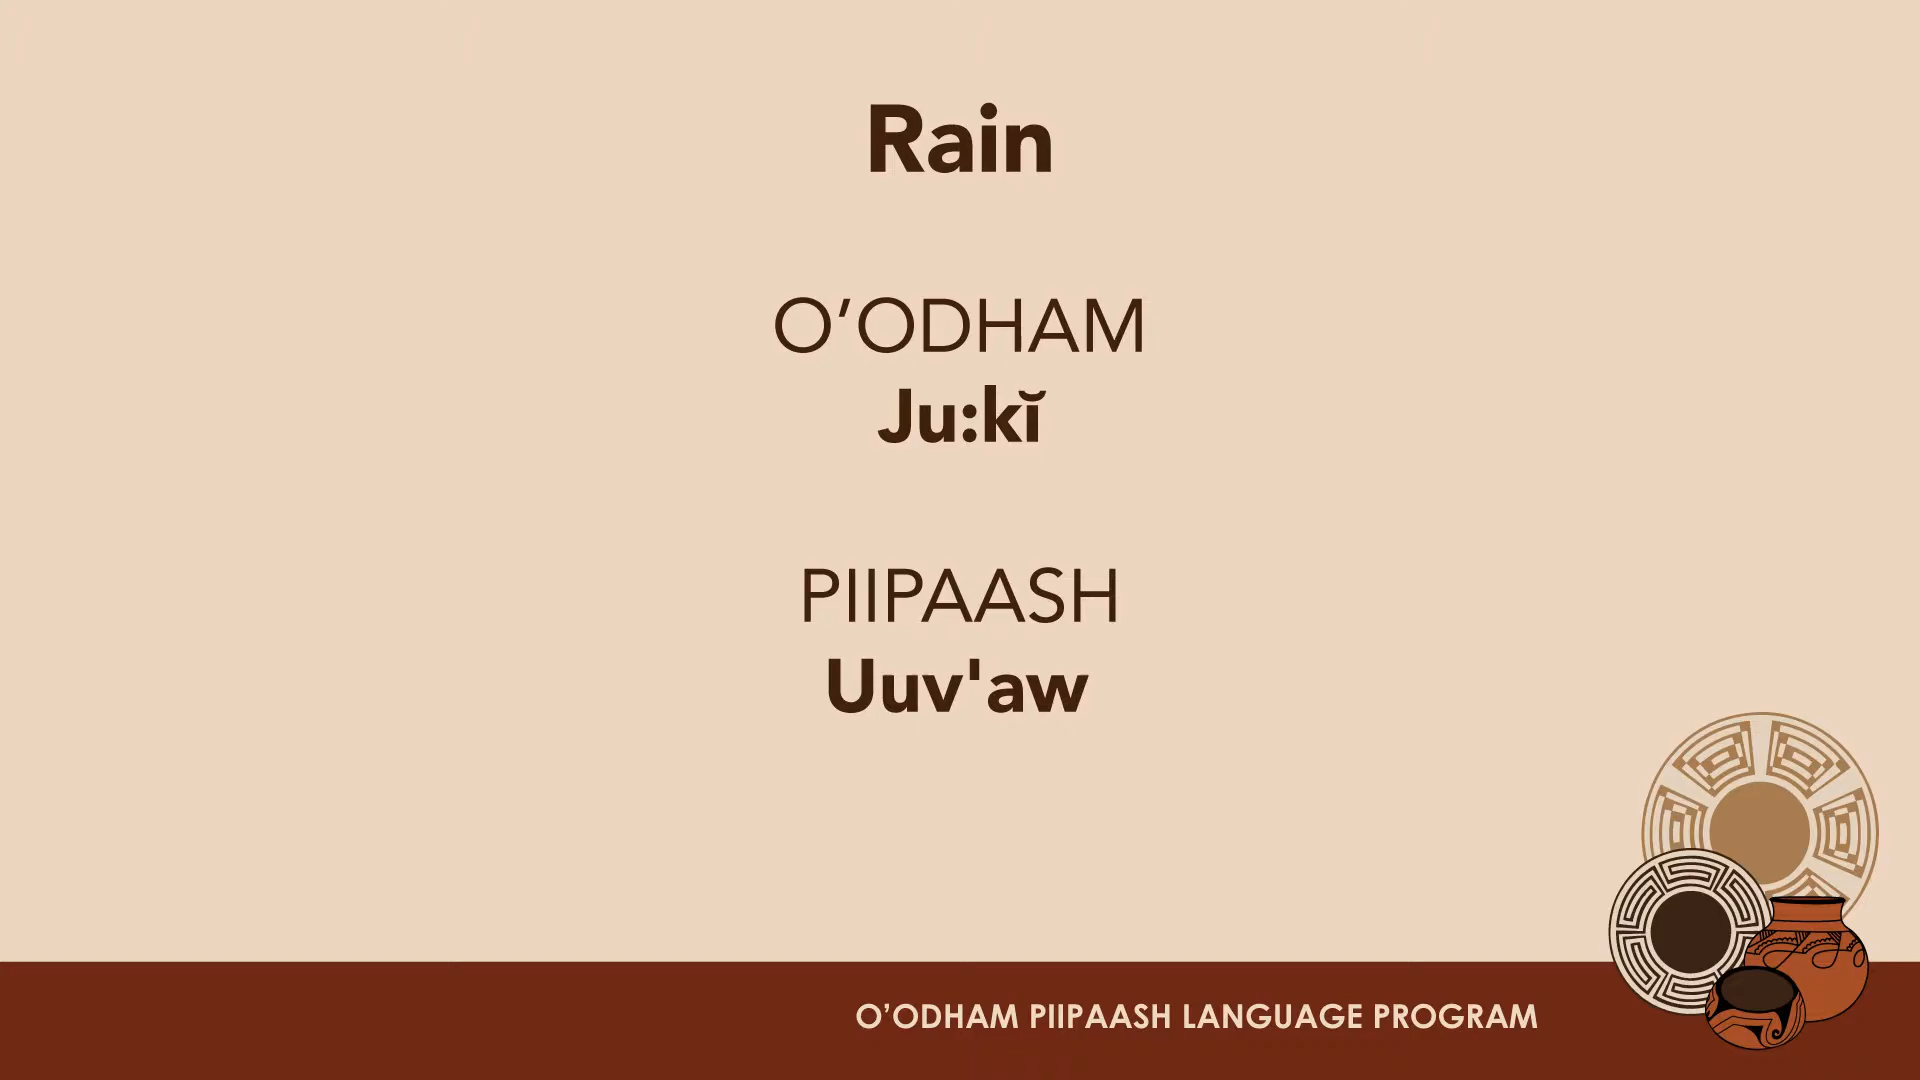 Rain
O’ODHAM
Ju:kĭ
PIIPAASH
Uuv'aw
O’ODHAM PIIPAASH LANGUAGE PROGRAM